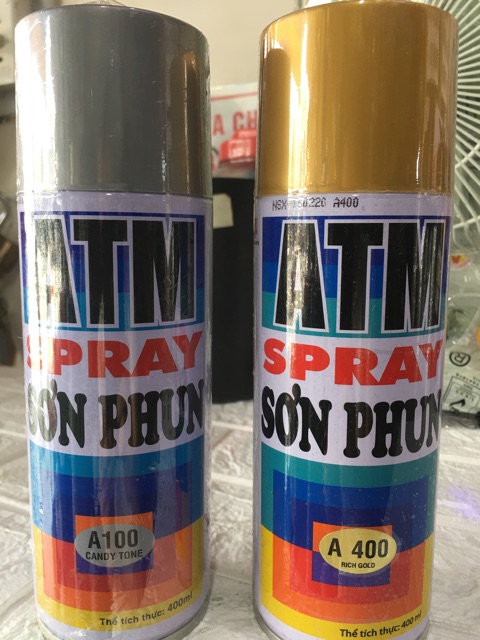 ATM
SPRAY
SƠN PHUN
A100
CANDY TONE
Thể tích thực: 400ml
A400
ATM
SPRAY
SƠN PHUN
A 400
RICH GOLD
Thể tích thực: 400ml
A CH